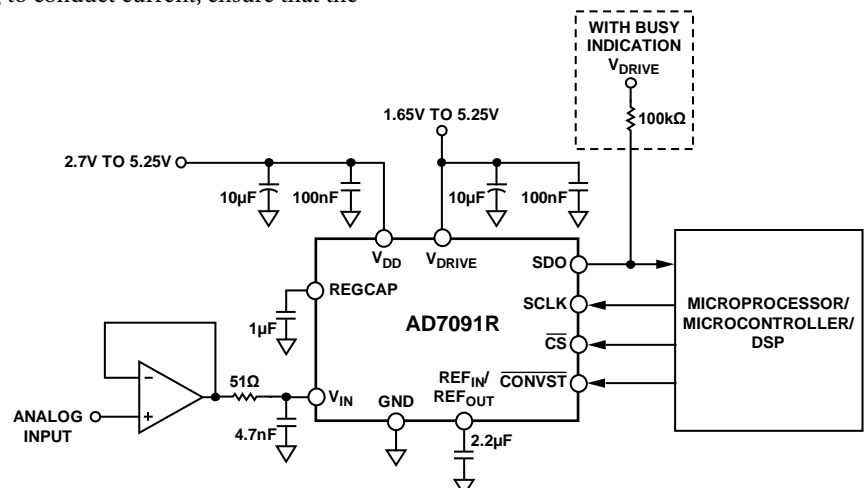 to conduct current, ensure that the
WITH BUSY
INDICATION
VDRIVE
100kΩ
1.65V TO 5.25V
2.7V TO 5.25V
10µF
100nF
10µF
100nF
VDD
VDRIVE
SDO
REGCAP
SCLK
1µF
AD7091R
MICROPROCESSOR/
MICROCONTROLLER/
DSP
CS
51Ω
REFIN/
REFOUT
CONVST
VIN
GND
ANALOG
INPUT
4.7nF
2.2µF
−
+